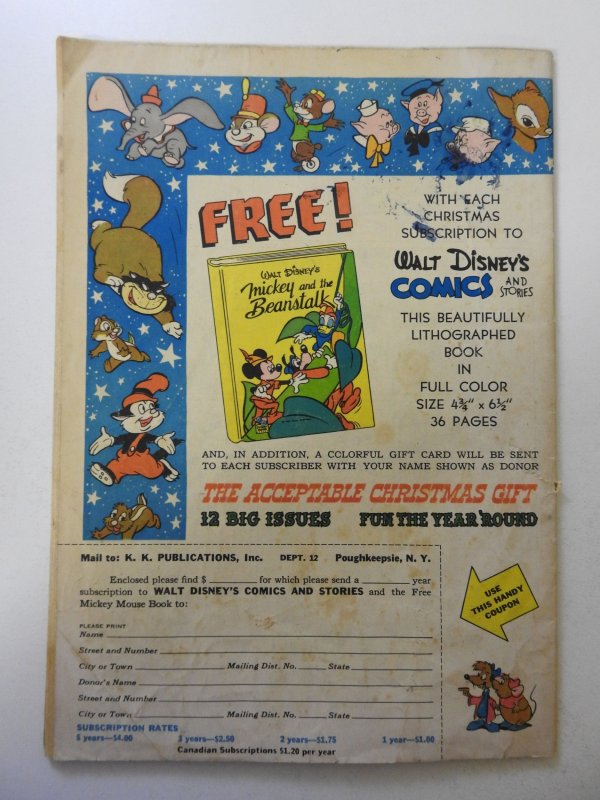 FREE!
WITH EACH
CHRISTMAS
SUBSCRIPTION TO
WALT DISNEY'S
COMICS AND
STORIES
THIS BEAUTIFULLY
LITHOGRAPHED
BOOK
IN
FULL COLOR
SIZE 4¾" x 6½"
36 PAGES
WALT DISNEY'S
Mickey and the
Beanstalk
AND, IN ADDITION, A COLORFUL GIFT CARD WILL BE SENT
TO EACH SUBSCRIBER WITH YOUR NAME SHOWN AS DONOR
THE ACCEPTABLE CHRISTMAS GIFT
12 BIG ISSUES FUN THE YEAR 'ROUND
Mail to: K. K. PUBLICATIONS, Inc. DEPT. 12 Poughkeepsie, N. Y.
Enclosed please find $ ________ for which please send a ________ year
subscription to WALT DISNEY'S COMICS AND STORIES and the Free
Mickey Mouse Book to:
PLEASE PRINT
Name
Street and Number
City or Town Mailing Dist. No. State
Donor's Name
Street and Number
City or Town Mailing Dist. No. State
SUBSCRIPTION RATES
5 years—$4.00 3 years—$2.50 2 years—$1.75 1 year—$1.00
Canadian Subscriptions $1.20 per year
USE
THIS HANDY
COUPON